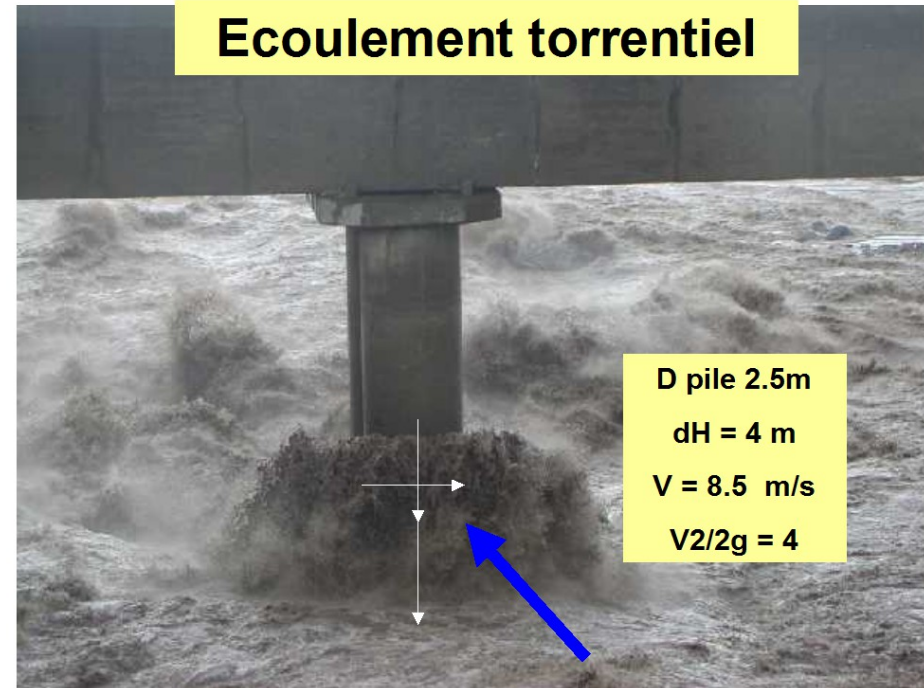 Ecoulement torrentiel
D pile 2.5m
dH = 4 m
V = 8.5 m/s
V2/2g = 4